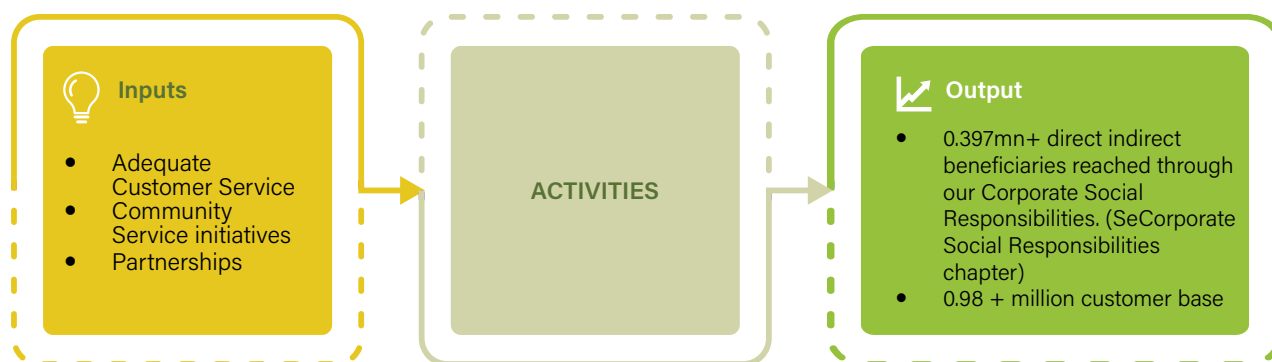 Inputs
• Adequate
Customer Service
• Community
Service initiatives
• Partnerships
ACTIVITIES
Output
• 0.397mn+ direct indirect
beneficiaries reached through
our Corporate Social
Responsibilities. (SeCorporate
Social Responsibilities
chapter)
• 0.98 + million customer base